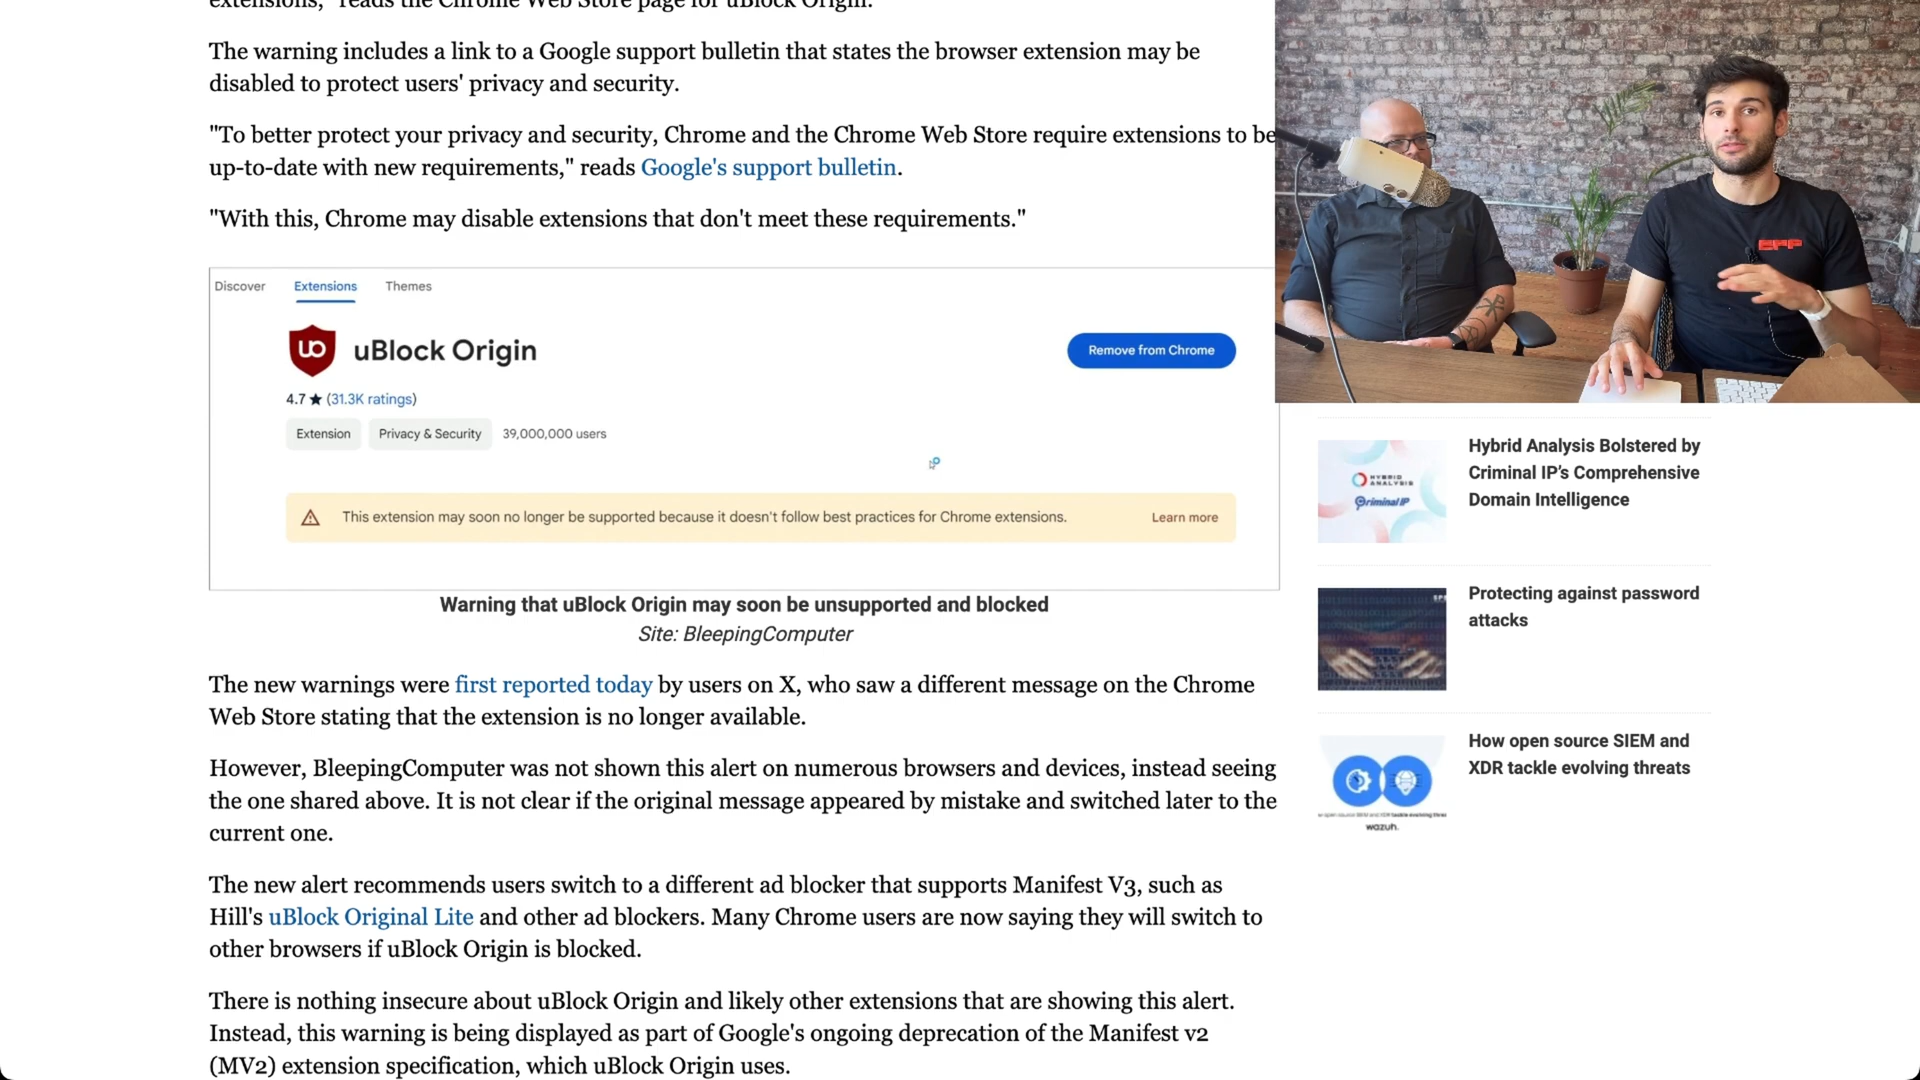 extensions," reads the Chrome Web Store page for uBlock Origin.
The warning includes a link to a Google support bulletin that states the browser extension may be
disabled to protect users' privacy and security.
"To better protect your privacy and security, Chrome and the Chrome Web Store require extensions to be
up-to-date with new requirements," reads Google's support bulletin.
"With this, Chrome may disable extensions that don't meet these requirements."
Discover Extensions Themes
uBlock Origin
Remove from Chrome
4.7 ★ (31.3K ratings)
Extension Privacy & Security 39,000,000 users
This extension may soon no longer be supported because it doesn't follow best practices for Chrome extensions. Learn more
Warning that uBlock Origin may soon be unsupported and blocked
Site: BleepingComputer
The new warnings were first reported today by users on X, who saw a different message on the Chrome
Web Store stating that the extension is no longer available.
However, BleepingComputer was not shown this alert on numerous browsers and devices, instead seeing
the one shared above. It is not clear if the original message appeared by mistake and switched later to the
current one.
The new alert recommends users switch to a different ad blocker that supports Manifest V3, such as
Hill's uBlock Original Lite and other ad blockers. Many Chrome users are now saying they will switch to
other browsers if uBlock Origin is blocked.
There is nothing insecure about uBlock Origin and likely other extensions that are showing this alert.
Instead, this warning is being displayed as part of Google's ongoing deprecation of the Manifest v2
(MV2) extension specification, which uBlock Origin uses.
HYBRID
ANALYSIS
Criminal IP
Hybrid Analysis Bolstered by
Criminal IP's Comprehensive
Domain Intelligence
Protecting against password
attacks
How open source SIEM and
XDR tackle evolving threats
wazuh.